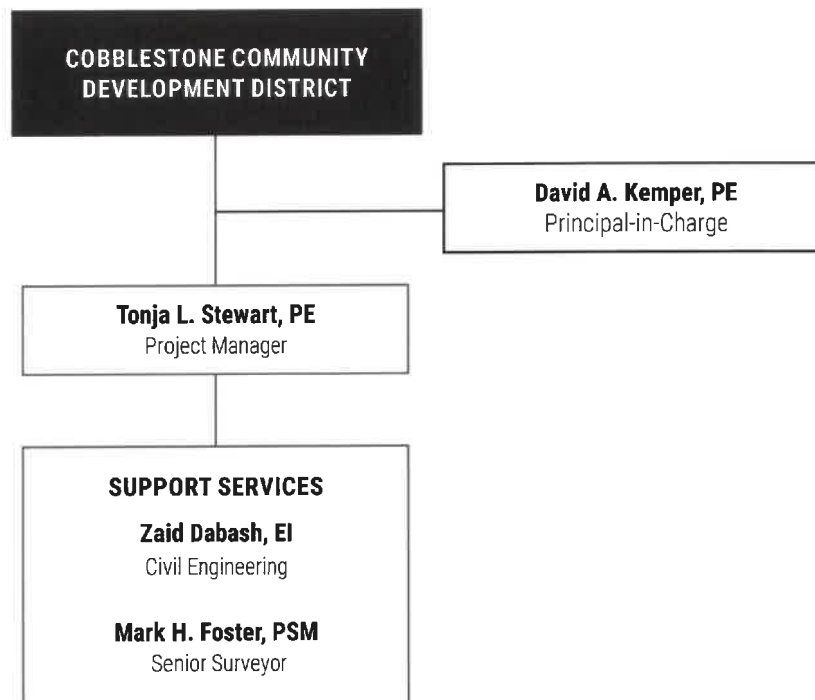 COBBLESTONE COMMUNITY
DEVELOPMENT DISTRICT
David A. Kemper, PE
Principal-in-Charge
Tonja L. Stewart, PE
Project Manager
SUPPORT SERVICES
Zaid Dabash, EI
Civil Engineering
Mark H. Foster, PSM
Senior Surveyor